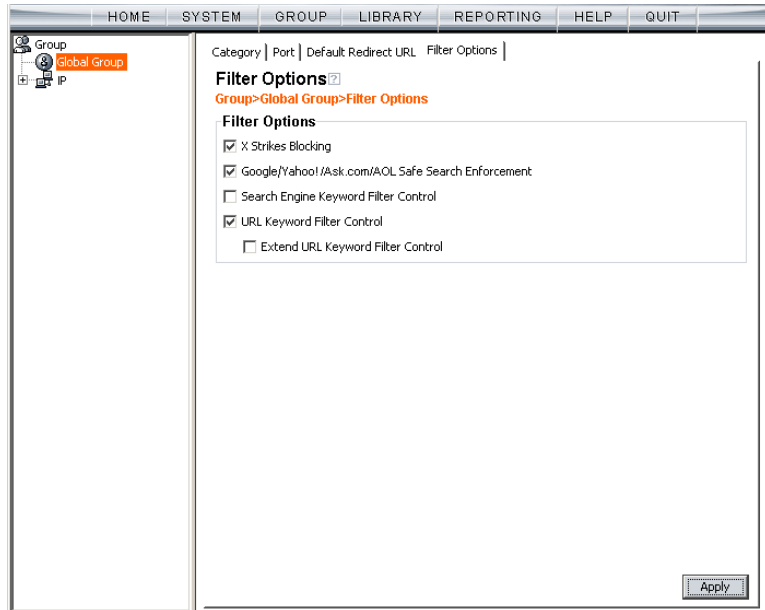 HOME SYSTEM GROUP LIBRARY REPORTING HELP QUIT
Group
Global Group
IP
Category Port Default Redirect URL Filter Options
Filter Options ?
Group>Global Group>Filter Options
Filter Options
X Strikes Blocking
Google/Yahoo!/Ask.com/AOL Safe Search Enforcement
Search Engine Keyword Filter Control
URL Keyword Filter Control
Extend URL Keyword Filter Control
Apply